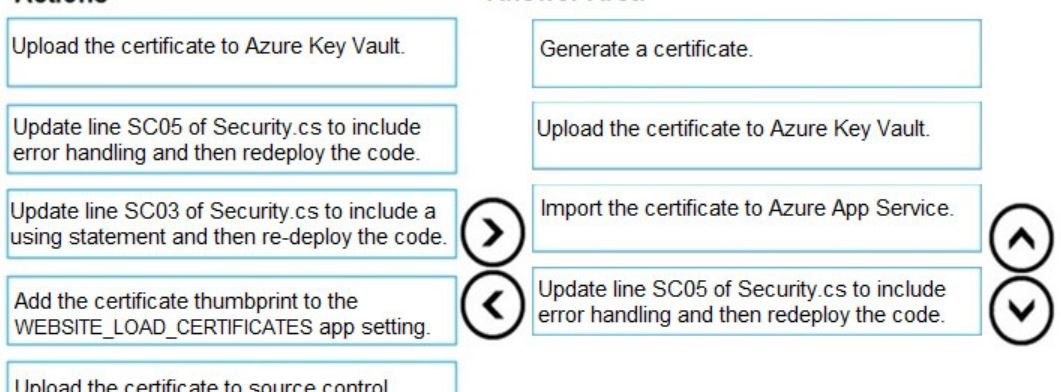 Actions
Upload the certificate to Azure Key Vault.
Update line SC05 of Security.cs to include
error handling and then redeploy the code.
Update line SC03 of Security.cs to include a
using statement and then re-deploy the code.
Add the certificate thumbprint to the
WEBSITE_LOAD_CERTIFICATES app setting.
Upload the certificate to source control
Generate a certificate.
Upload the certificate to Azure Key Vault.
Import the certificate to Azure App Service.
Update line SC05 of Security.cs to include
error handling and then redeploy the code.